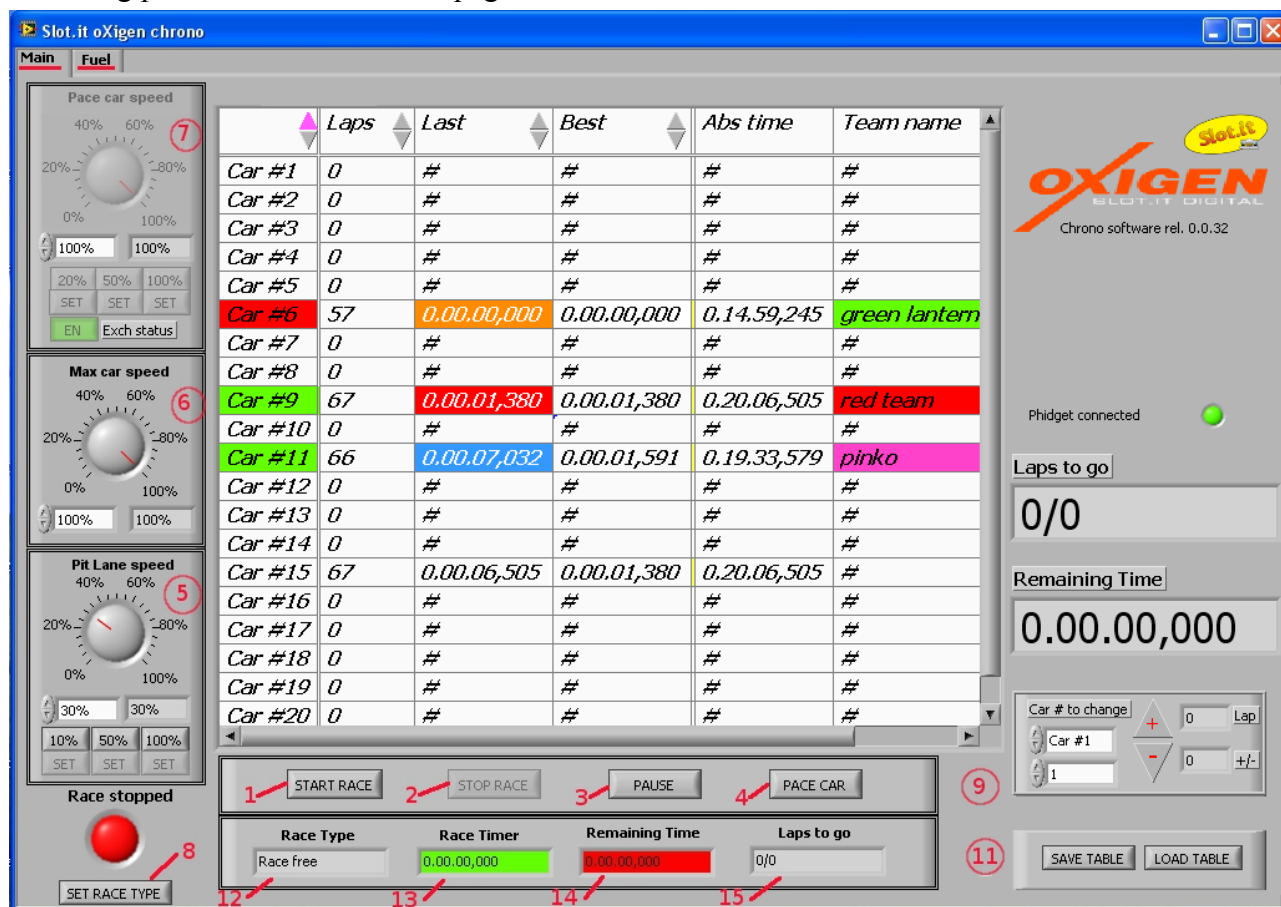 Slot.it oXigen chrono
Main Fuel
Pace car speed
40% 60%
7
20% 80%
0% 100%
100% 100%
20% 50% 100%
SET SET SET
EN Exch status
Max car speed
40% 60%
6
20% 80%
0% 100%
100% 100%
Pit Lane speed
40% 60%
5
20% 80%
0% 100%
30% 30%
10% 50% 100%
SET SET SET
Race stopped
8
SET RACE TYPE
Laps Last Best Abs time Team name
Car #1 0 # # # #
Car #2 0 # # # #
Car #3 0 # # # #
Car #4 0 # # # #
Car #5 0 # # # #
Car #6 57 0.00.00,000 0.00.00,000 0.14.59,245 green lantern
Car #7 0 # # # #
Car #8 0 # # # #
Car #9 67 0.00.01,380 0.00.01,380 0.20.06,505 red team
Car #10 0 # # # #
Car #11 66 0.00.07,032 0.00.01,591 0.19.33,579 pinko
Car #12 0 # # # #
Car #13 0 # # # #
Car #14 0 # # # #
Car #15 67 0.00.06,505 0.00.01,380 0.20.06,505 #
Car #16 0 # # # #
Car #17 0 # # # #
Car #18 0 # # # #
Car #19 0 # # # #
Car #20 0 # # # #
1 START RACE 2 STOP RACE 3 PAUSE 4 PACE CAR
9
Race Type Race Timer Remaining Time Laps to go
Race free 0.00.00,000 0.00.00,000 0/0
12 13 14 15
11
Slot.it
OXIGEN
SLOT.IT DIGITAL
Chrono software rel. 0.0.32
Phidget connected
Laps to go
0/0
Remaining Time
0.00.00,000
Car # to change
+ 0 Lap
Car #1
- 0 +/-
1
SAVE TABLE LOAD TABLE